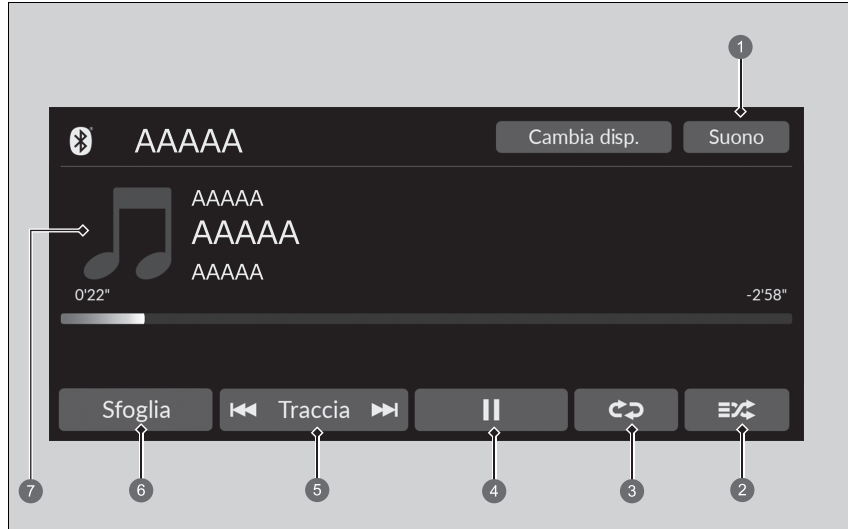 1
AAAAA
Cambia disp.
Suono
AAAAA
AAAAA
AAAAA
7
0'22"
-2'58"
Sfoglia
Traccia
6
5
4
3
2